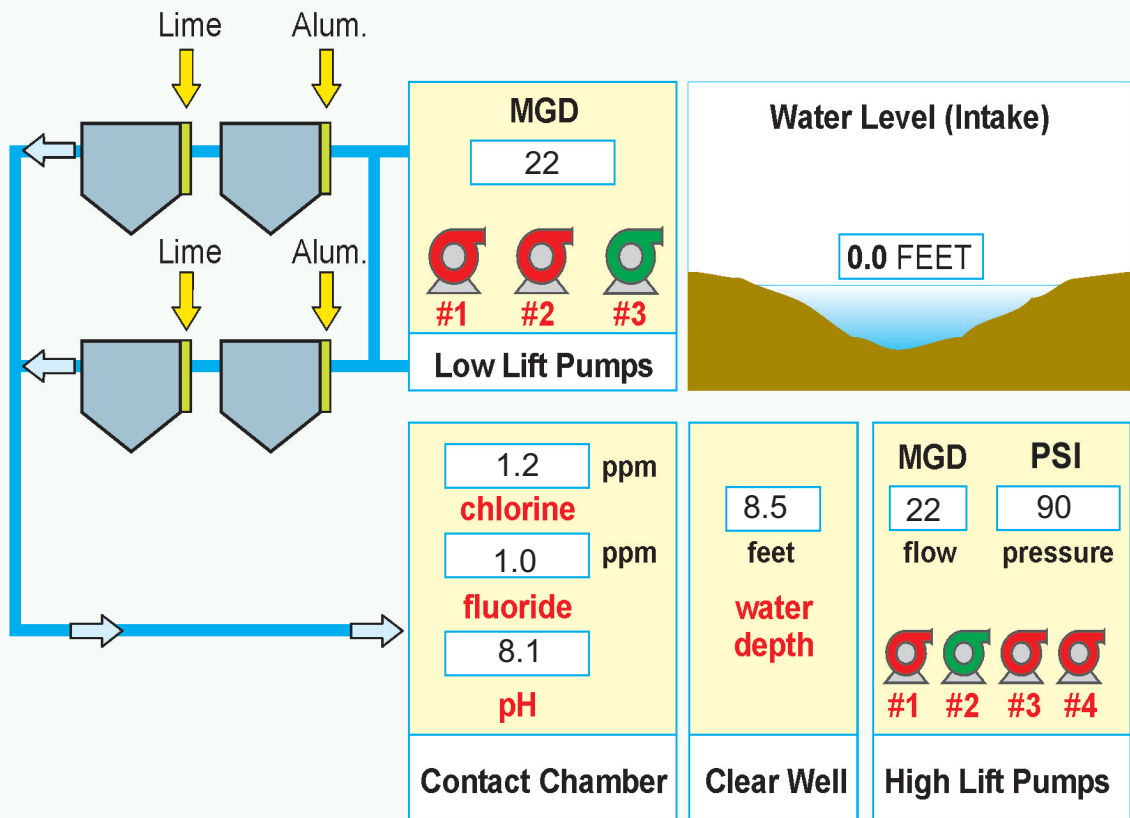 Lime
Alum.
MGD
22
#1 #2 #3
Low Lift Pumps
Water Level (Intake)
0.0 FEET
Lime
Alum.
1.2 ppm
chlorine
1.0 ppm
fluoride
8.1
pH
Contact Chamber
8.5
feet
water
depth
Clear Well
MGD PSI
22 90
flow pressure
#1 #2 #3 #4
High Lift Pumps